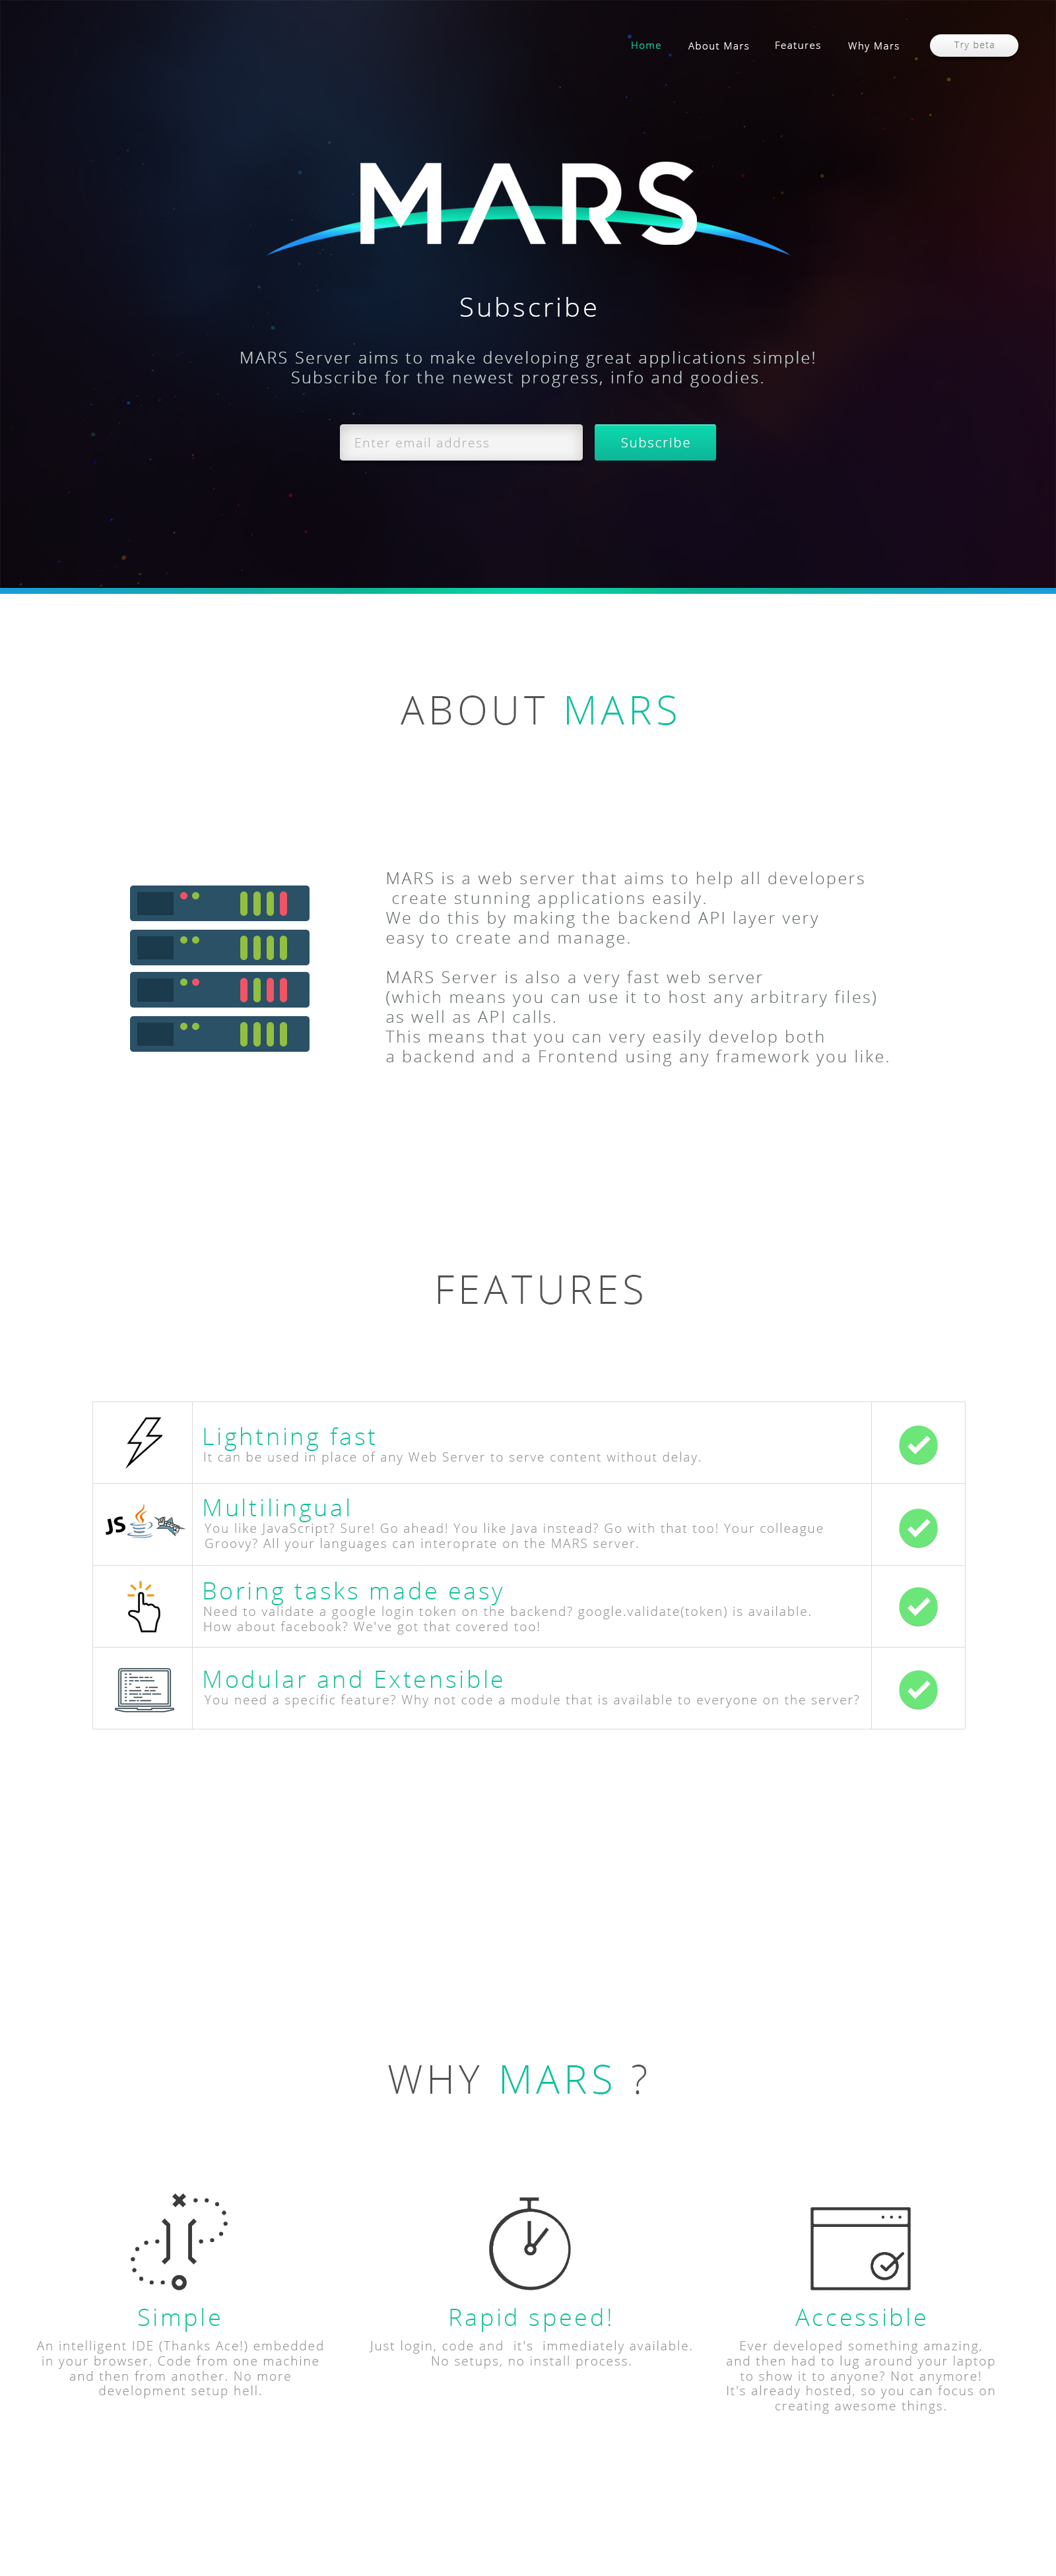 Home About Mars Features Why Mars Try beta
MARS
Subscribe
MARS Server aims to make developing great applications simple!
Subscribe for the newest progress, info and goodies.
Enter email address Subscribe
ABOUT MARS
MARS is a web server that aims to help all developers
create stunning applications easily.
We do this by making the backend API layer very
easy to create and manage.
MARS Server is also a very fast web server
(which means you can use it to host any arbitrary files)
as well as API calls.
This means that you can very easily develop both
a backend and a Frontend using any framework you like.
FEATURES
Lightning fast
It can be used in place of any Web Server to serve content without delay.
JS
Multilingual
You like JavaScript? Sure! Go ahead! You like Java instead? Go with that too! Your colleague
Groovy? All your languages can interoprate on the MARS server.
Boring tasks made easy
Need to validate a google login token on the backend? google.validate(token) is available.
How about facebook? We've got that covered too!
Modular and Extensible
You need a specific feature? Why not code a module that is available to everyone on the server?
WHY MARS ?
Simple
An intelligent IDE (Thanks Ace!) embedded
in your browser. Code from one machine
and then from another. No more
development setup hell.
Rapid speed!
Just login, code and it's immediately available.
No setups, no install process.
Accessible
Ever developed something amazing,
and then had to lug around your laptop
to show it to anyone? Not anymore!
It's already hosted, so you can focus on
creating awesome things.